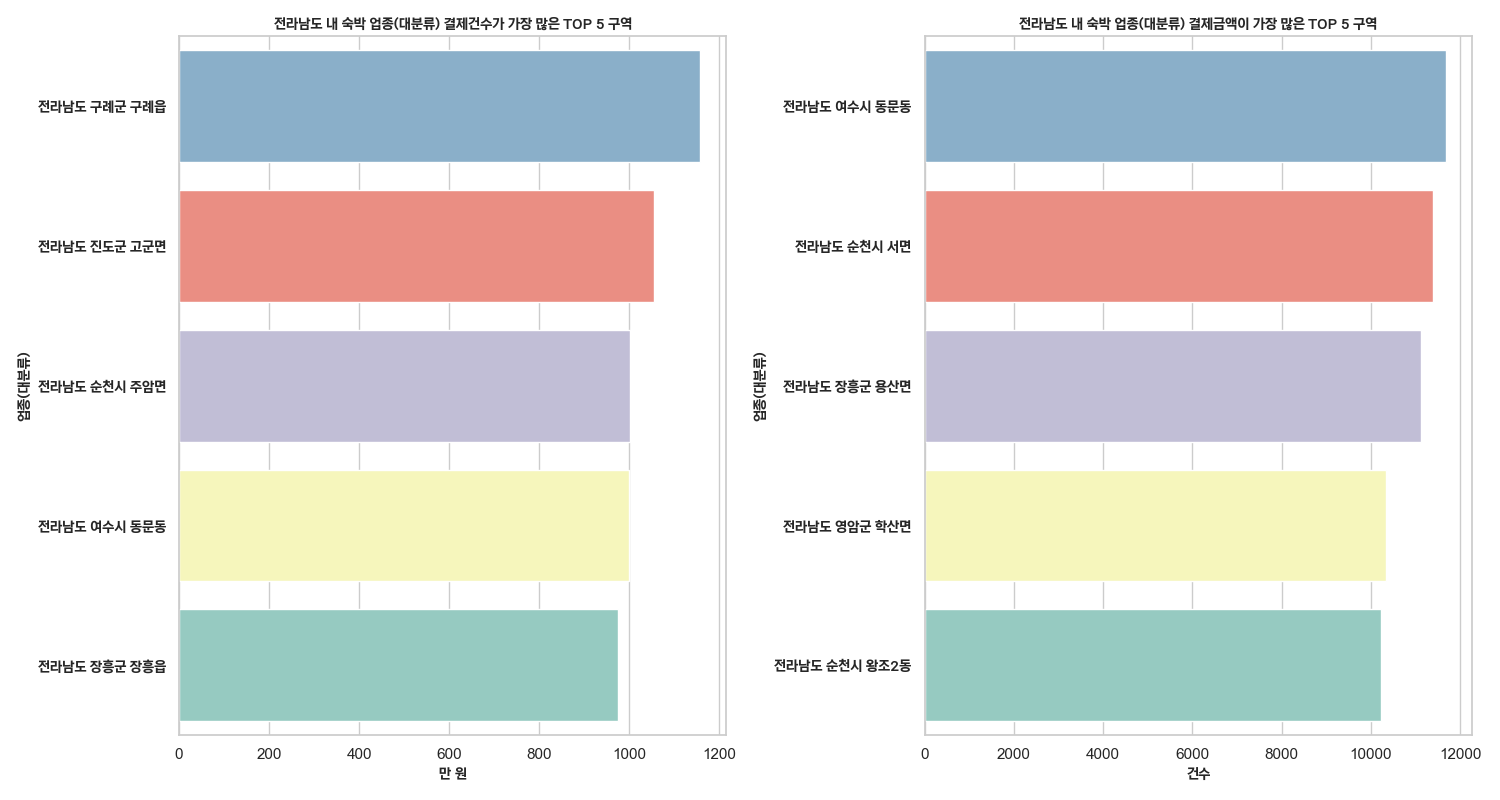 전라남도 내 숙박 업종(대분류) 결제건수가 가장 많은 TOP 5 구역
업종(대분류)
전라남도 구례군 구례읍
전라남도 진도군 고군면
전라남도 순천시 주암면
전라남도 여수시 동문동
전라남도 장흥군 장흥읍
0 200 400 600 800 1000 1200
만 원
전라남도 내 숙박 업종(대분류) 결제금액이 가장 많은 TOP 5 구역
업종(대분류)
전라남도 여수시 동문동
전라남도 순천시 서면
전라남도 장흥군 용산면
전라남도 영암군 학산면
전라남도 순천시 왕조2동
0 2000 4000 6000 8000 10000 12000
건수